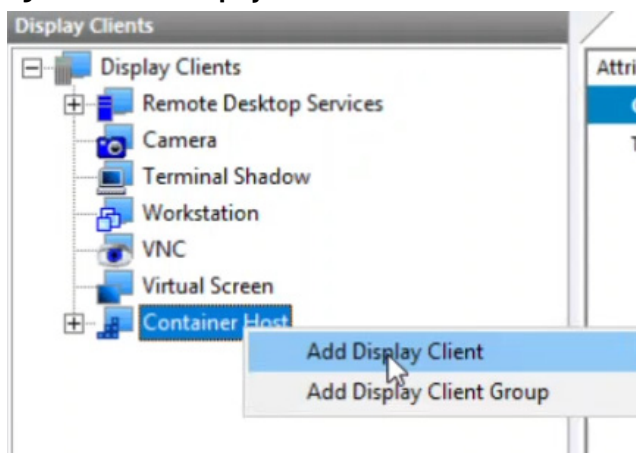 Display Clients
Display Clients
Remote Desktop Services
Camera
Terminal Shadow
Workstation
VNC
Virtual Screen
Container Host
Add Display Client
Add Display Client Group